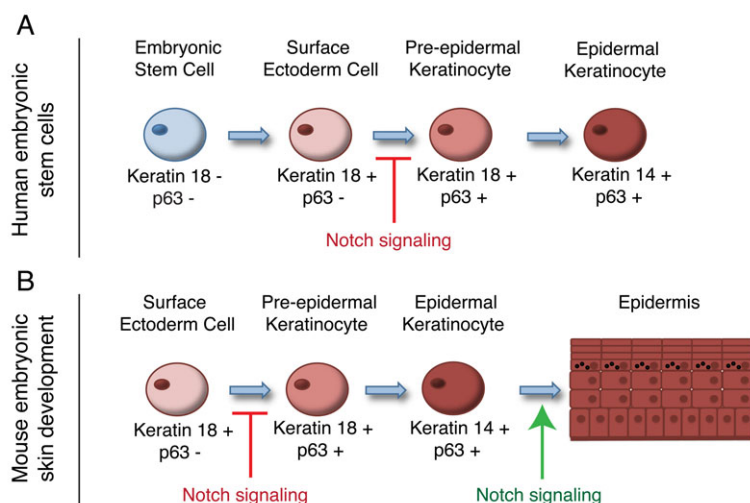 A
Human embryonic
stem cells
Embryonic
Stem Cell
Surface
Ectoderm Cell
Pre-epidermal
Keratinocyte
Epidermal
Keratinocyte
Keratin 18 -
p63 -
Keratin 18 +
p63 -
Keratin 18 +
p63 +
Keratin 14 +
p63 +
Notch signaling
B
Mouse embryonic
skin development
Surface
Ectoderm Cell
Pre-epidermal
Keratinocyte
Epidermal
Keratinocyte
Epidermis
Keratin 18 +
p63 -
Keratin 18 +
p63 +
Keratin 14 +
p63 +
Notch signaling
Notch signaling